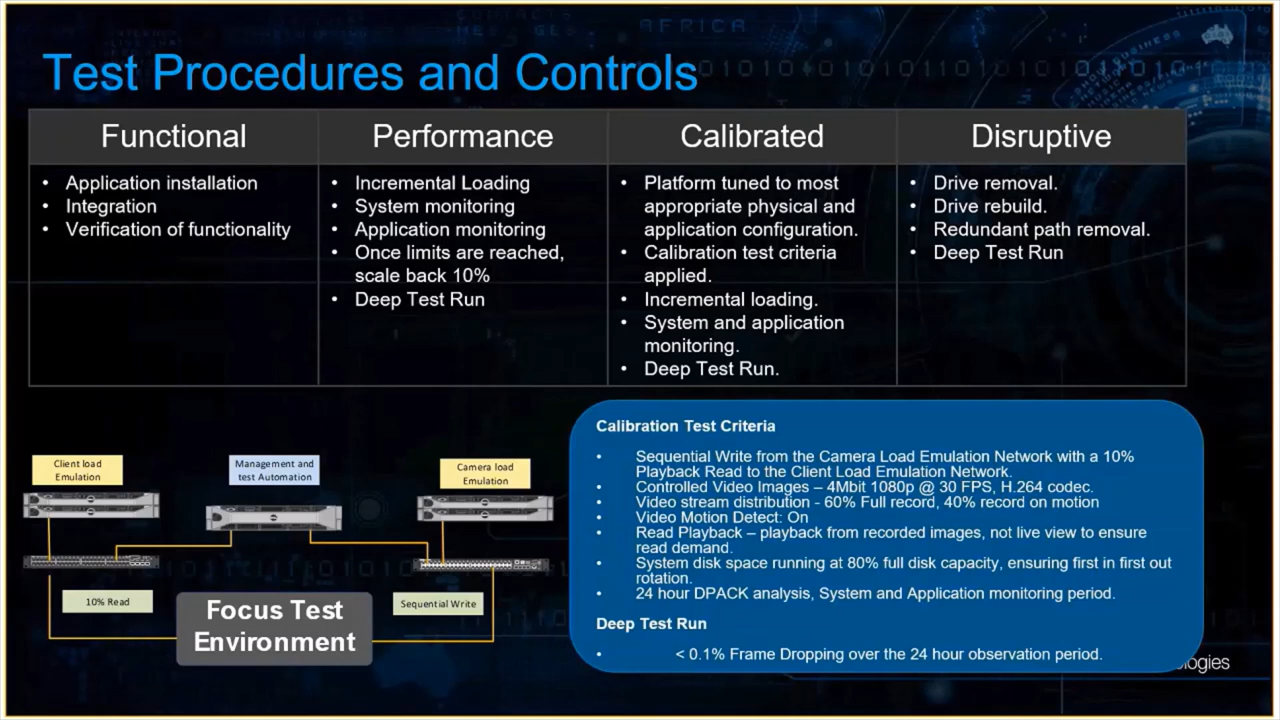 Test Procedures and Controls
Functional
Performance
Calibrated
Disruptive
• Application installation
• Integration
• Verification of functionality
• Incremental Loading
• System monitoring
• Application monitoring
• Once limits are reached,
scale back 10%
• Deep Test Run
• Platform tuned to most
appropriate physical and
application configuration.
• Calibration test criteria
applied.
• Incremental loading.
• System and application
monitoring.
• Deep Test Run.
• Drive removal.
• Drive rebuild.
• Redundant path removal.
• Deep Test Run
Client load
Emulation
Management and
test Automation
Camera load
Emulation
10% Read
Sequential Write
Focus Test
Environment
Calibration Test Criteria
• Sequential Write from the Camera Load Emulation Network with a 10%
Playback Read to the Client Load Emulation Network.
• Controlled Video Images – 4Mbit 1080p @ 30 FPS, H.264 codec.
• Video stream distribution - 60% Full record, 40% record on motion
• Video Motion Detect: On
• Read Playback – playback from recorded images, not live view to ensure
read demand.
• System disk space running at 80% full disk capacity, ensuring first in first out
rotation.
• 24 hour DPACK analysis, System and Application monitoring period.
Deep Test Run
• < 0.1% Frame Dropping over the 24 hour observation period.
ologies
AFRICA